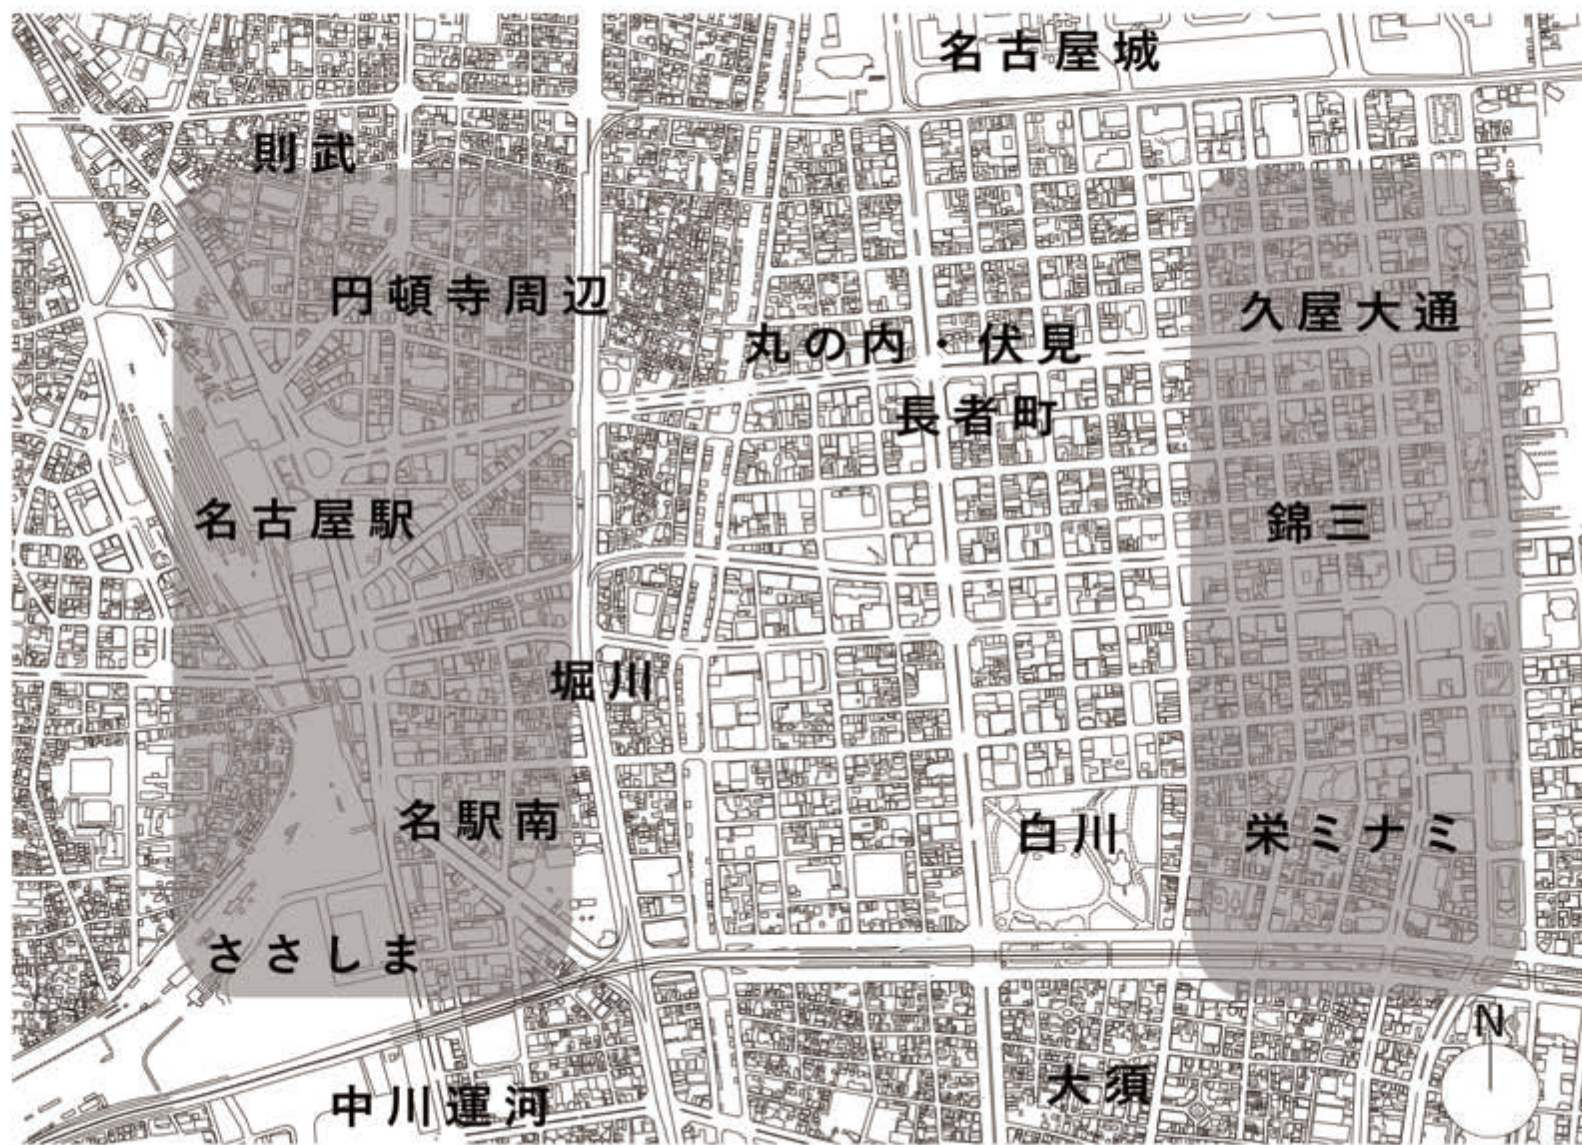 名古屋城
則武
円頓寺周辺
久屋大通
丸の内・伏見
長者町
名古屋駅
錦三
堀川
名駅南
白川
栄ミナミ
ささしま
N
中川運河
大須